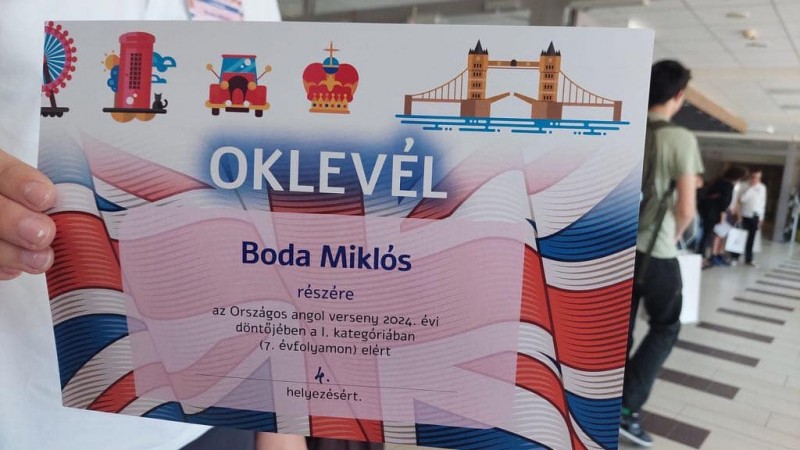 OKLEVÉL
Boda Miklós
részére
az Országos angol verseny 2024. évi
döntőjében a I. kategóriában
(7. évfolyamon) elért
4.
helyezésért.